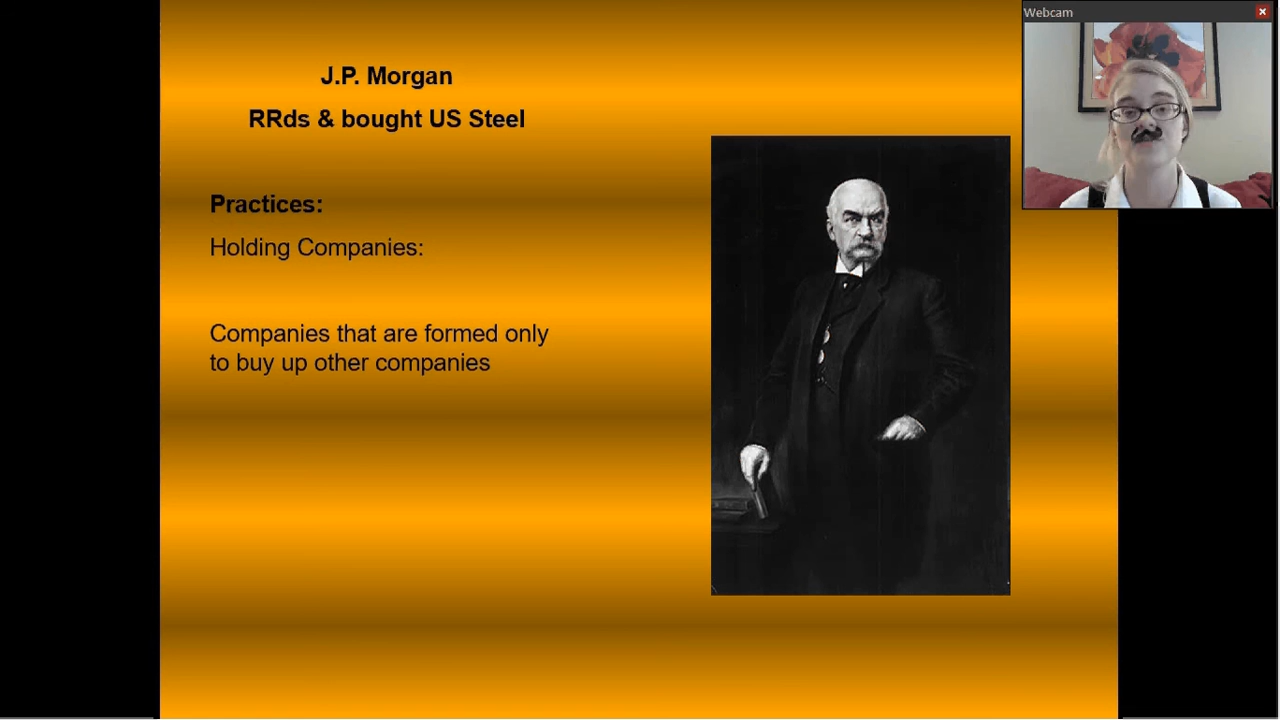 J.P. Morgan
RRds & bought US Steel
Practices:
Holding Companies:
Companies that are formed only
to buy up other companies
Webcam